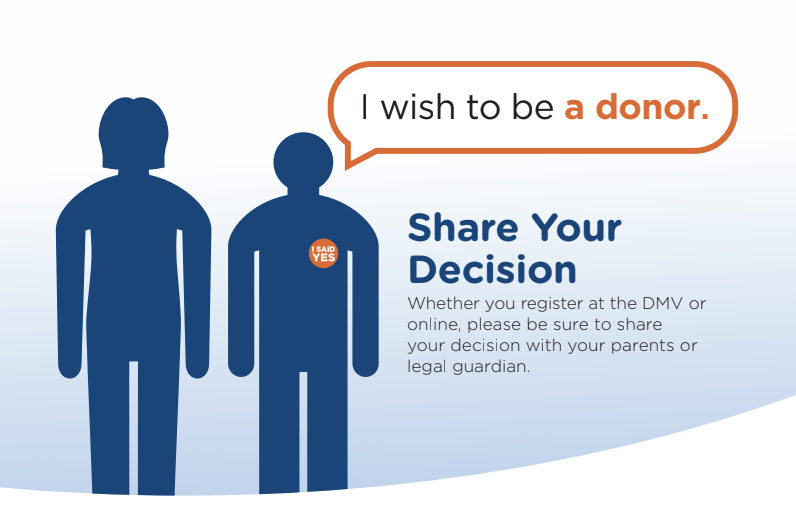 I wish to be a donor.
I SAID
YES
Share Your
Decision
Whether you register at the DMV or
online, please be sure to share
your decision with your parents or
legal guardian.